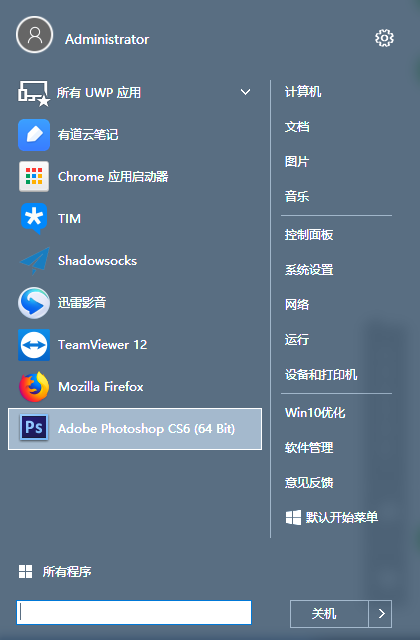 Administrator
所有 UWP 应用
有道云笔记
Chrome 应用启动器
TIM
Shadowsocks
迅雷影音
TeamViewer 12
Mozilla Firefox
Ps
Adobe Photoshop CS6 (64 Bit)
所有程序
计算机
文档
图片
音乐
控制面板
系统设置
网络
运行
设备和打印机
Win10优化
软件管理
意见反馈
默认开始菜单
关机